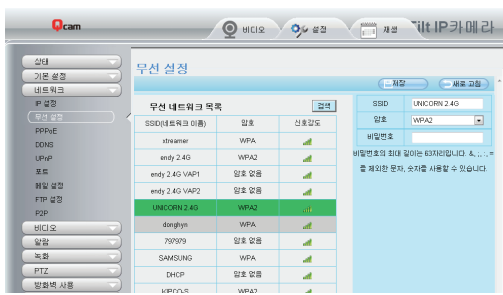 Qcam
비디오
설정
재생
Tilt IP카메라
상태
기본 설정
네트워크
IP 설정
무선 설정
PPPoE
DDNS
UPnP
포트
메일 설정
FTP 설정
P2P
비디오
알람
녹화
PTZ
방화벽 사용
무선 설정
저장
새로 고침
무선 네트워크 목록
검색
SSID(네트워크 이름) 암호 신호강도
xtreamer WPA
endy 2.4G WPA2
endy 2.4G VAP1 암호 없음
endy 2.4G VAP2 암호 없음
UNICORN 2.4G WPA2
donghyn WPA
797979 암호 없음
SAMSUNG WPA
DHCP 암호 없음
KIPCO-S WPA2
SSID UNICORN 2.4G
암호 WPA2
비밀번호
비밀번호의 최대 길이는 63자리입니다. &, ;, :, =
를 제외한 문자, 숫자를 사용할 수 있습니다.